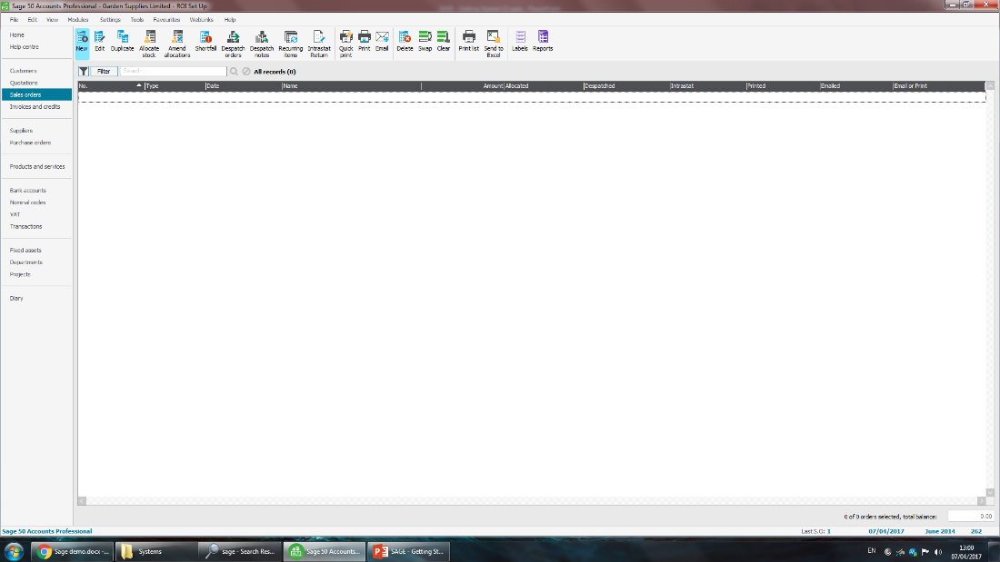 Sage 50 Accounts Professional - Garden Supplies Limited - ROI Set Up
File Edit View Modules Settings Tools Favourites WebLinks Help
Home
Help centre
Customers
Quotations
Sales orders
Invoices and credits
Suppliers
Purchase orders
Products and services
Bank accounts
Nominal codes
VAT
Transactions
Fixed assets
Departments
Projects
Diary
New Edit Duplicate Allocate stock Amend allocations Shortfall Despatch orders Despatch notes Recurring items Intrastat Return Quick print Print Email Delete Swap Clear Print list Send to Excel Labels Reports
Filter Search All records (0)
No. Type Date Name Amount Allocated Despatched Intrastat Printed Emailed Email or Print
0 of 0 orders selected, total balance: 0.00
Sage 50 Accounts Professional Last S.O: 1 07/04/2017 June 2014 262
Sage demo.docx -... Systems sage - Search Res... Sage 50 Accounts... SAGE - Getting St... EN 13:00
07/04/2017